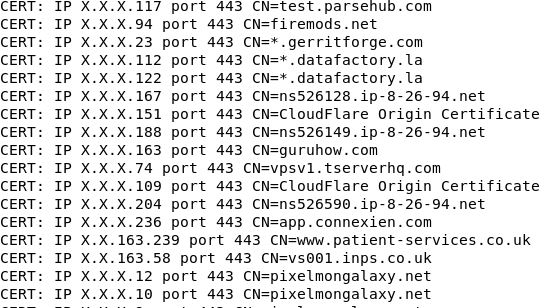 CERT: IP X.X.X.117 port 443 CN=test.parsehub.com
CERT: IP X.X.X.94 port 443 CN=firemods.net
CERT: IP X.X.X.23 port 443 CN=*.gerritforge.com
CERT: IP X.X.X.112 port 443 CN=*.datafactory.la
CERT: IP X.X.X.122 port 443 CN=*.datafactory.la
CERT: IP X.X.X.167 port 443 CN=ns526128.ip-8-26-94.net
CERT: IP X.X.X.151 port 443 CN=CloudFlare Origin Certificate
CERT: IP X.X.X.188 port 443 CN=ns526149.ip-8-26-94.net
CERT: IP X.X.X.163 port 443 CN=guruhow.com
CERT: IP X.X.X.74 port 443 CN=vpsv1.tserverhq.com
CERT: IP X.X.X.109 port 443 CN=CloudFlare Origin Certificate
CERT: IP X.X.X.204 port 443 CN=ns526590.ip-8-26-94.net
CERT: IP X.X.X.236 port 443 CN=app.connexien.com
CERT: IP X.X.163.239 port 443 CN=www.patient-services.co.uk
CERT: IP X.X.163.58 port 443 CN=vs001.inps.co.uk
CERT: IP X.X.X.12 port 443 CN=pixelmongalaxy.net
CERT: IP X.X.X.10 port 443 CN=pixelmongalaxy.net